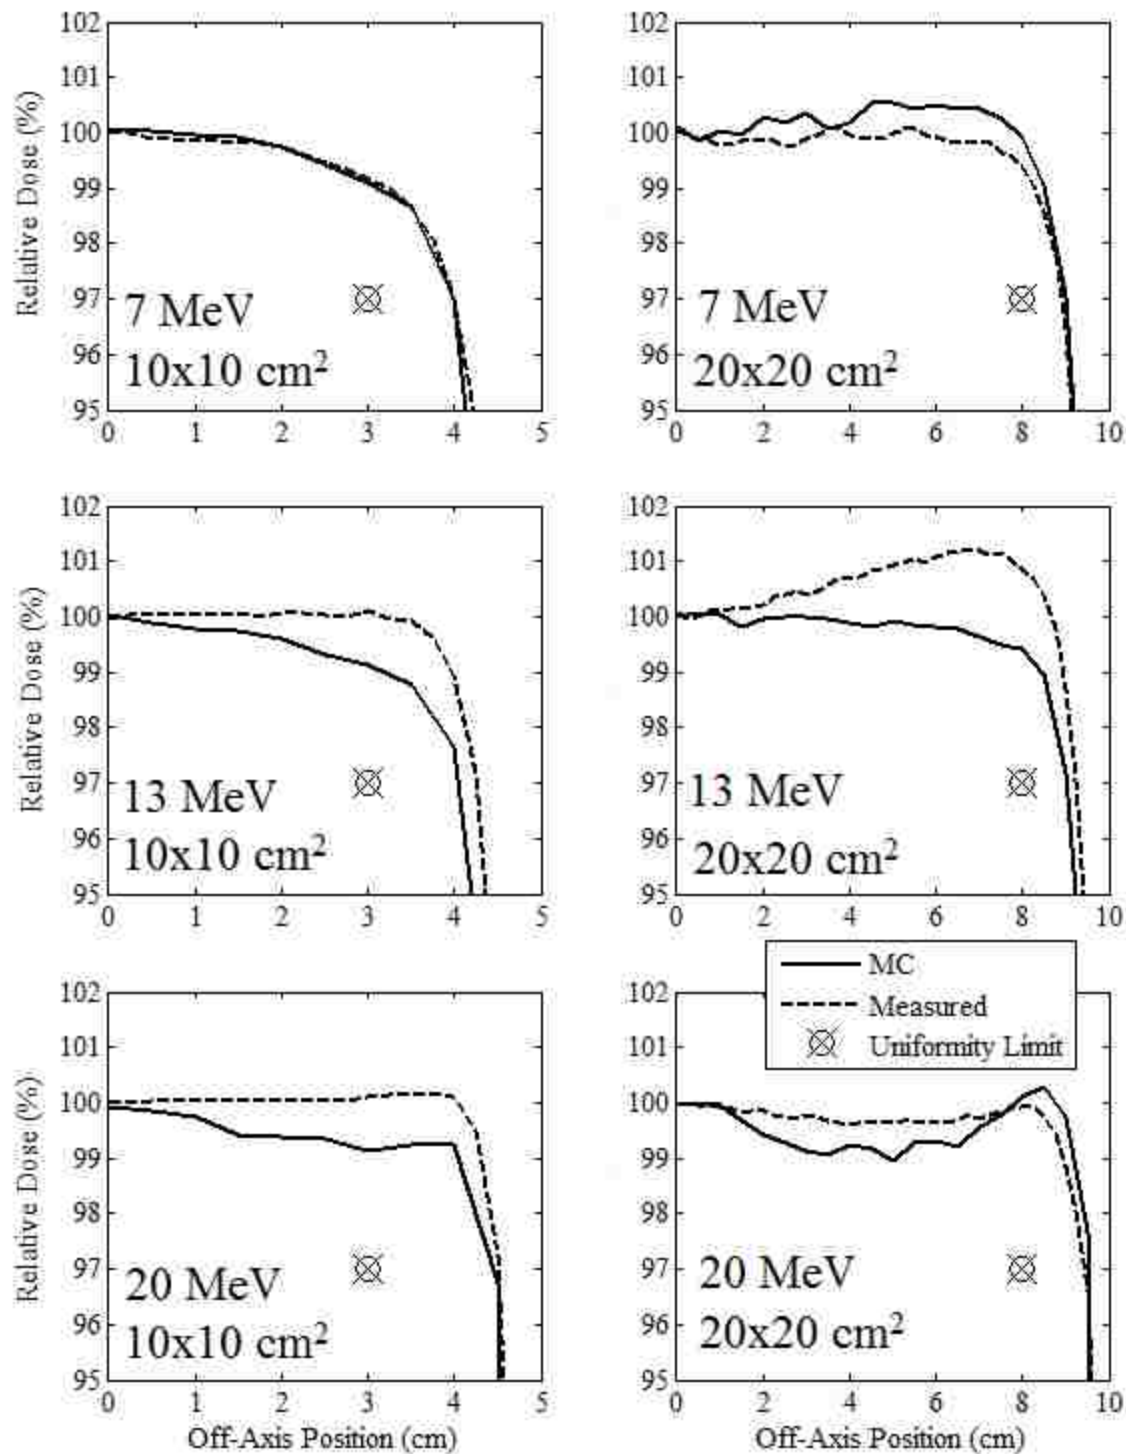 102
101
100
99
98
97
96
95
Relative Dose (%)
7 MeV
10x10 cm²
0 1 2 3 4 5
102
101
100
99
98
97
96
95
7 MeV
20x20 cm²
0 2 4 6 8 10
102
101
100
99
98
97
96
95
Relative Dose (%)
13 MeV
10x10 cm²
0 1 2 3 4 5
103
102
101
100
99
98
97
96
95
13 MeV
20x20 cm²
0 2 4 6 8 10
MC
Measured
Uniformity Limit
102
101
100
99
98
97
96
95
Relative Dose (%)
20 MeV
10x10 cm²
0 1 2 3 4 5
Off-Axis Position (cm)
102
101
100
99
98
97
96
95
20 MeV
20x20 cm²
0 2 4 6 8 10
Off-Axis Position (cm)